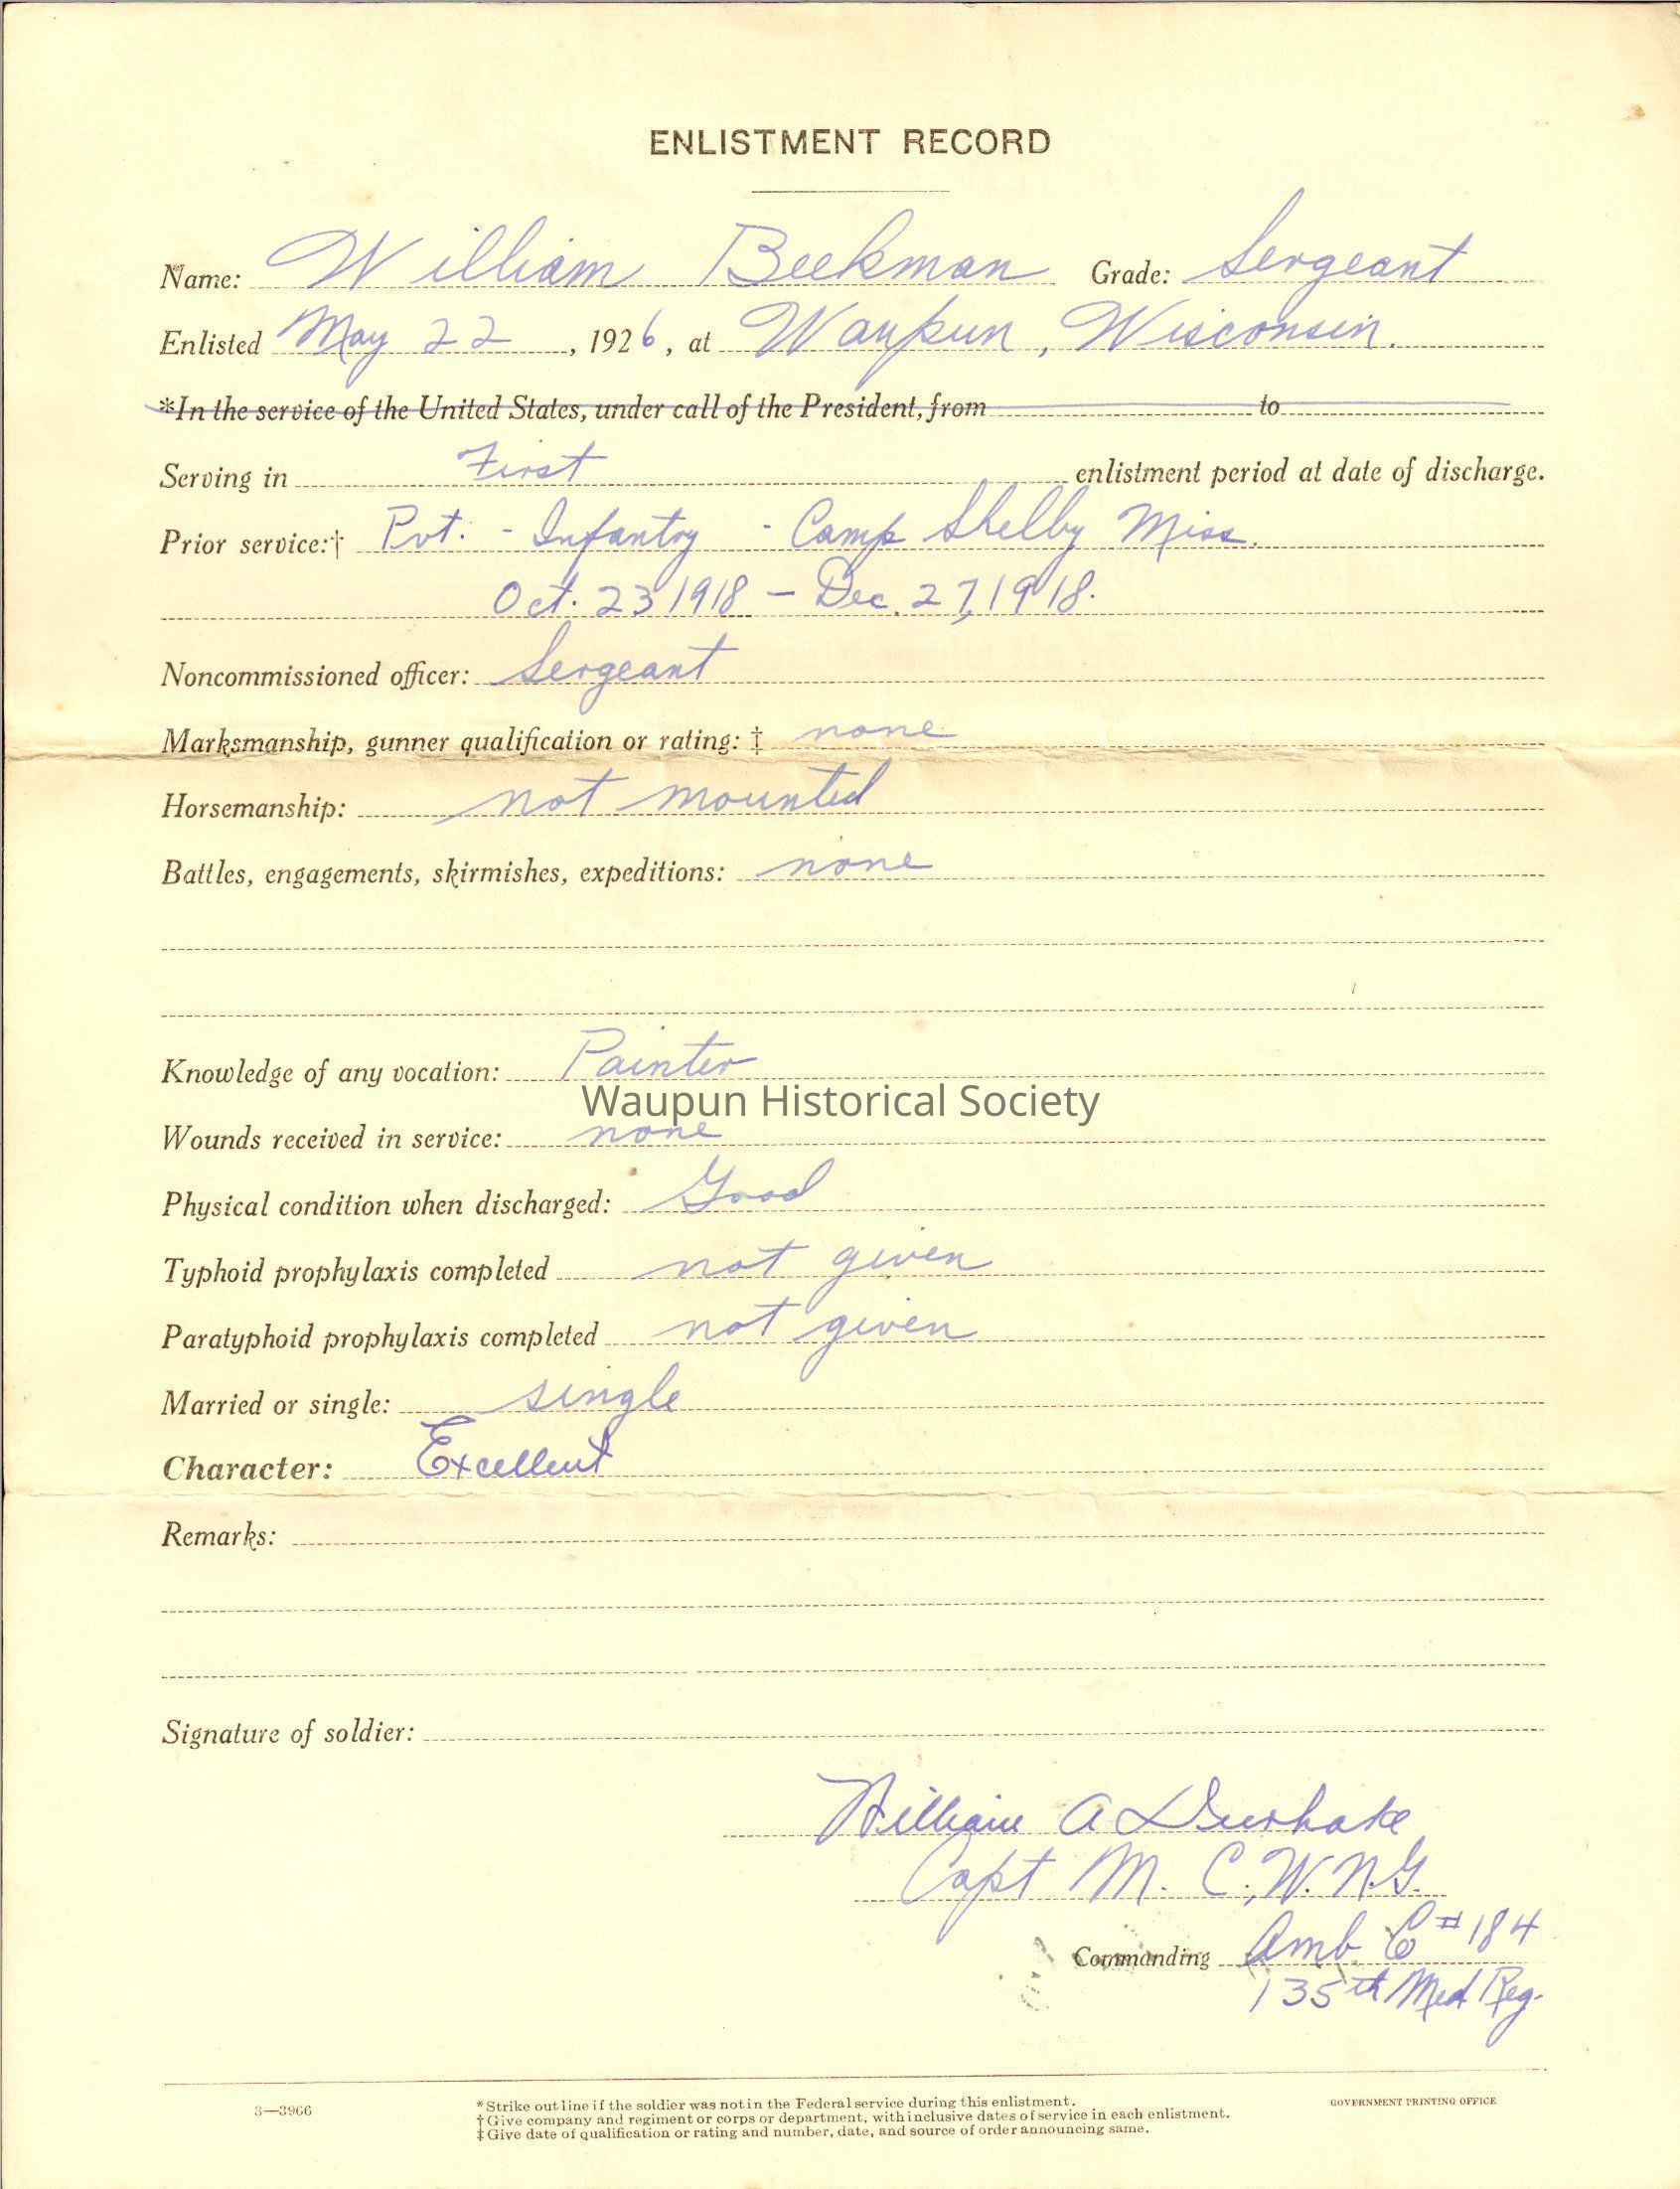 ENLISTMENT RECORD
Name: William Beekman Grade: Sergeant
Enlisted May 22, 1926, at Waupun, Wisconsin.
*In the service of the United States, under call of the President, from to
Serving in First enlistment period at date of discharge.
Prior service:† Pvt. - Infantry - Camp Shelby Miss.
Oct. 23 1918 - Dec. 27, 1918.
Noncommissioned officer: Sergeant
Marksmanship, gunner qualification or rating: ‡ none
Horsemanship: not mounted
Battles, engagements, skirmishes, expeditions: none
Knowledge of any vocation: Painter
Waupun Historical Society
Wounds received in service: none
Physical condition when discharged: Good
Typhoid prophylaxis completed not given
Paratyphoid prophylaxis completed not given
Married or single: single
Character: Excellent
Remarks:
Signature of soldier:
William A
Capt M. C., W. N. G.
Commanding Amb C #184
135th Med Reg.
3—3966
*Strike out line if the soldier was not in the Federal service during this enlistment.
†Give company and regiment or corps or department, with inclusive dates of service in each enlistment.
‡Give date of qualification or rating and number, date, and source of order announcing same.
GOVERNMENT PRINTING OFFICE